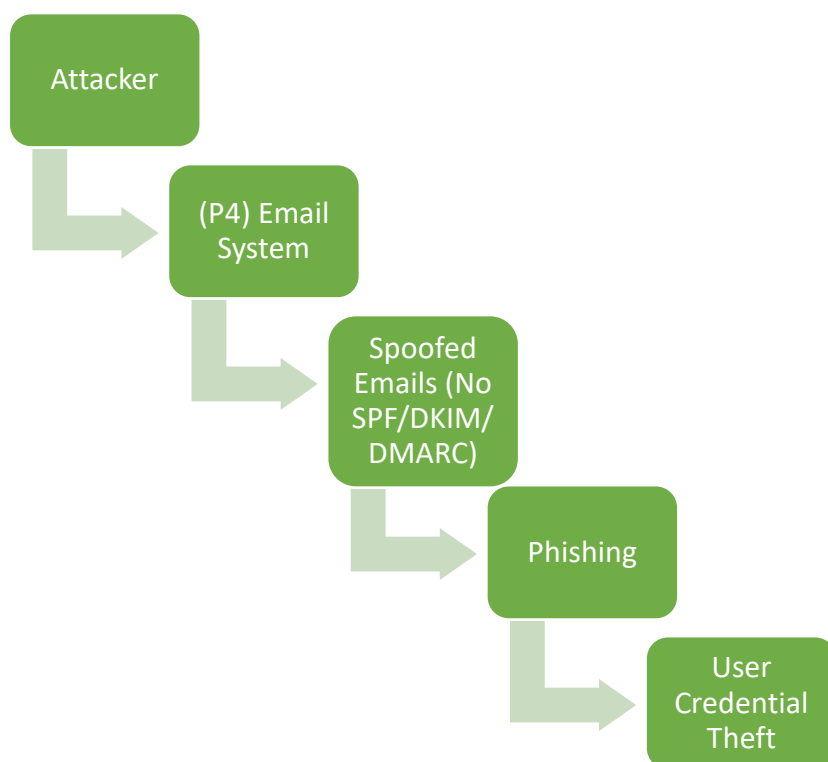 Attacker
(P4) Email
System
Spoofed
Emails (No
SPF/DKIM/
DMARC)
Phishing
User
Credential
Theft